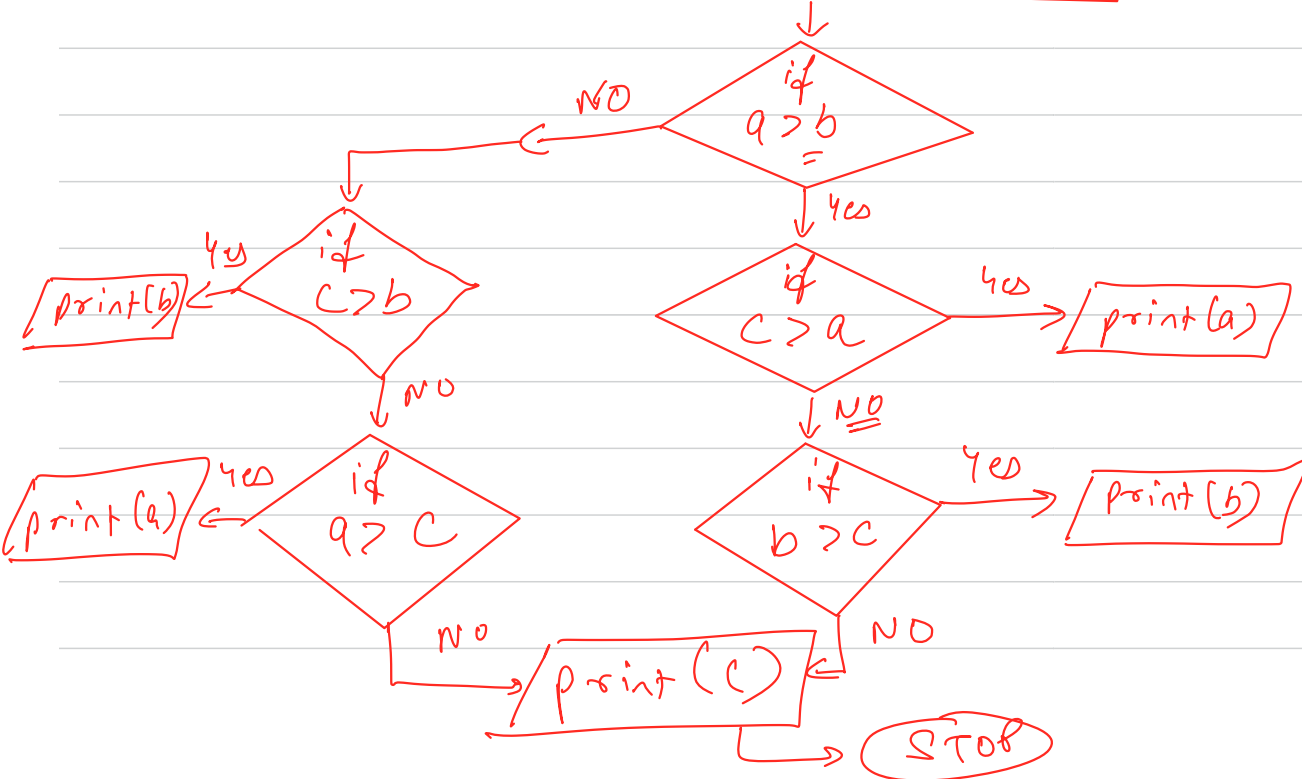 if
a>b
NO
Yes
if
c>b
Yes
print(b)
NO
if
c>a
Yes
print(a)
NO
if
a>c
Yes
print(a)
NO
if
b>c
Yes
print(b)
NO
print(c)
STOP